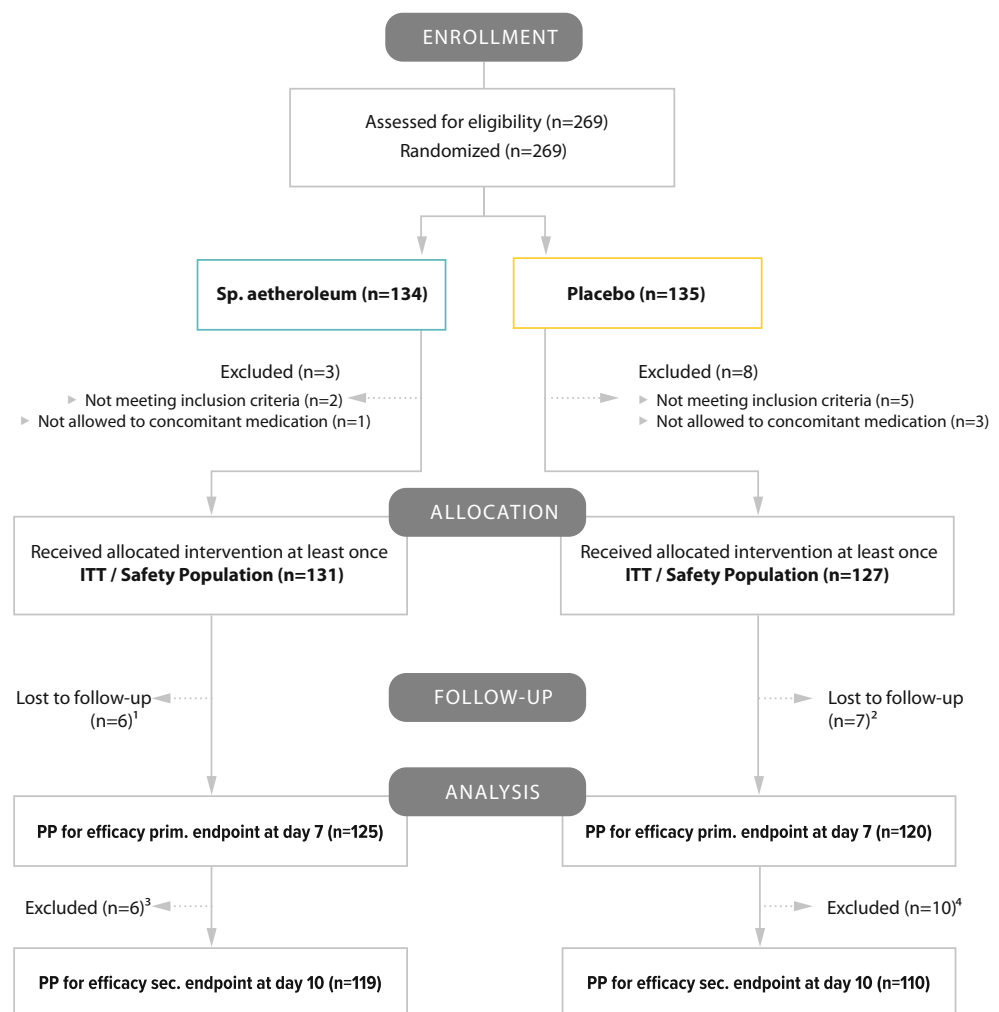 ENROLLMENT
Assessed for eligibility (n=269)
Randomized (n=269)
Sp. aetheroleum (n=134)
Placebo (n=135)
Excluded (n=3)
▶ Not meeting inclusion criteria (n=2)
▶ Not allowed to concomitant medication (n=1)
Excluded (n=8)
▶ Not meeting inclusion criteria (n=5)
▶ Not allowed to concomitant medication (n=3)
ALLOCATION
Received allocated intervention at least once
ITT / Safety Population (n=131)
Received allocated intervention at least once
ITT / Safety Population (n=127)
Lost to follow-up
(n=6)¹
FOLLOW-UP
Lost to follow-up
(n=7)²
ANALYSIS
PP for efficacy prim. endpoint at day 7 (n=125)
PP for efficacy prim. endpoint at day 7 (n=120)
Excluded (n=6)³
Excluded (n=10)⁴
PP for efficacy sec. endpoint at day 10 (n=119)
PP for efficacy sec. endpoint at day 10 (n=110)